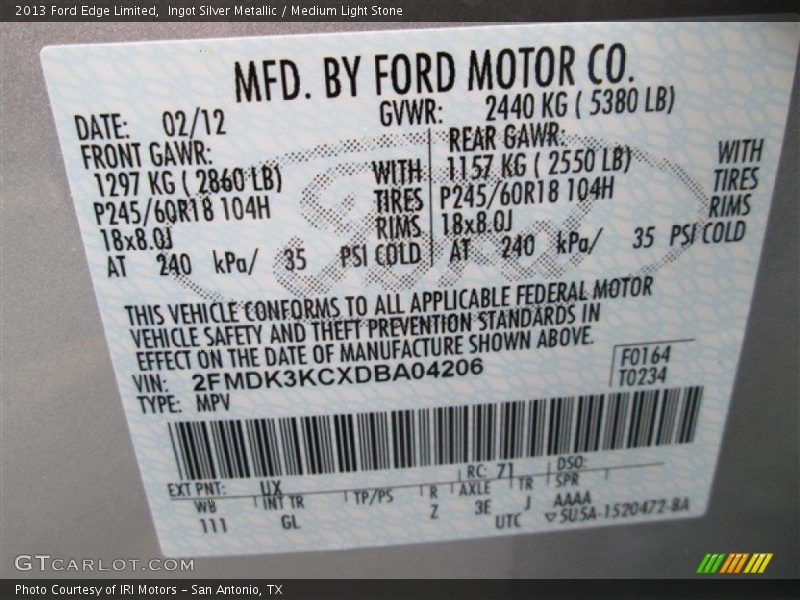 2013 Ford Edge Limited,  Ingot Silver Metallic / Medium Light Stone
MFD. BY FORD MOTOR CO.
DATE: 02/12 GVWR: 2440 KG ( 5380 LB)
FRONT GAWR: REAR GAWR:
1297 KG ( 2860 LB) WITH 1157 KG ( 2550 LB) WITH
P245/60R18 104H TIRES P245/60R18 104H TIRES
18x8.0J RIMS 18x8.0J RIMS
AT 240 kPa/ 35 PSI COLD AT 240 kPa/ 35 PSI COLD
Ford
THIS VEHICLE CONFORMS TO ALL APPLICABLE FEDERAL MOTOR
VEHICLE SAFETY AND THEFT PREVENTION STANDARDS IN
EFFECT ON THE DATE OF MANUFACTURE SHOWN ABOVE.
VIN: 2FMDK3KCXDBA04206
TYPE: MPV
F0164
T0234
EXT PNT: UX RC: 71 DSO:
WB INT TR TP/PS R AXLE TR SPR
111 GL Z 3E J AAAA
UTC ▽5U5A-1520472-BA
GTCARLOT.COM
Photo Courtesy of IRI Motors – San Antonio, TX